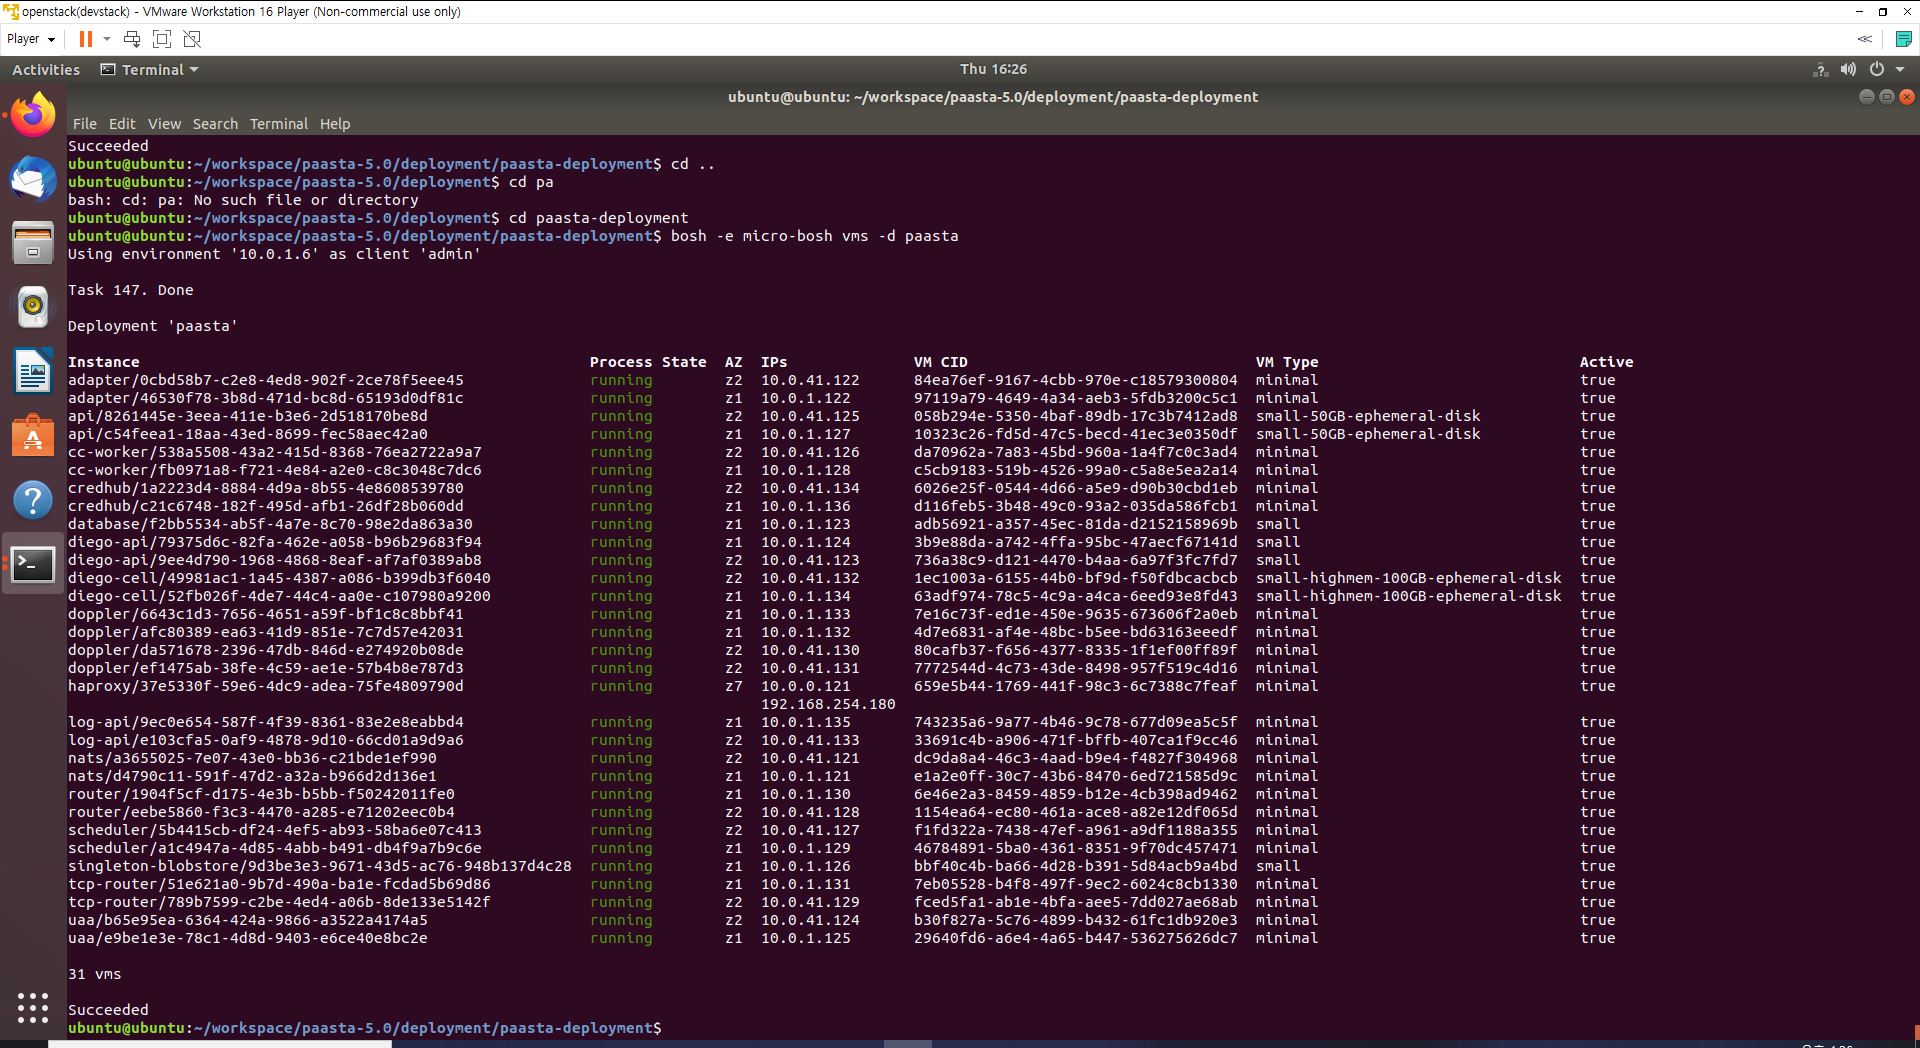 openstack(devstack) - VMware Workstation 16 Player (Non-commercial use only)
Player
Activities Terminal Thu 16:26
ubuntu@ubuntu: ~/workspace/paasta-5.0/deployment/paasta-deployment
File Edit View Search Terminal Help
Succeeded
ubuntu@ubuntu:~/workspace/paasta-5.0/deployment/paasta-deployment$ cd ..
ubuntu@ubuntu:~/workspace/paasta-5.0/deployment$ cd pa
bash: cd: pa: No such file or directory
ubuntu@ubuntu:~/workspace/paasta-5.0/deployment$ cd paasta-deployment
ubuntu@ubuntu:~/workspace/paasta-5.0/deployment/paasta-deployment$ bosh -e micro-bosh vms -d paasta
Using environment '10.0.1.6' as client 'admin'
Task 147. Done
Deployment 'paasta'
Instance Process State AZ IPs VM CID VM Type Active
adapter/0cbd58b7-c2e8-4ed8-902f-2ce78f5eee45 running z2 10.0.41.122 84ea76ef-9167-4cbb-970e-c18579300804 minimal true
adapter/46530f78-3b8d-471d-bc8d-65193d0df81c running z1 10.0.1.122 97119a79-4649-4a34-aeb3-5fdb3200c5c1 minimal true
api/8261445e-3eea-411e-b3e6-2d518170be8d running z2 10.0.41.125 058b294e-5350-4baf-89db-17c3b7412ad8 small-50GB-ephemeral-disk true
api/c54feea1-18aa-43ed-8699-fec58aec42a0 running z1 10.0.1.127 10323c26-fd5d-47c5-becd-41ec3e0350df small-50GB-ephemeral-disk true
cc-worker/538a5508-43a2-415d-8368-76ea2722a9a7 running z2 10.0.41.126 da70962a-7a83-45bd-960a-1a4f7c0c3ad4 minimal true
cc-worker/fb0971a8-f721-4e84-a2e0-c8c3048c7dc6 running z1 10.0.1.128 c5cb9183-519b-4526-99a0-c5a8e5ea2a14 minimal true
credhub/1a2223d4-8884-4d9a-8b55-4e8608539780 running z2 10.0.41.134 6026e25f-0544-4d66-a5e9-d90b30cbd1eb minimal true
credhub/c21c6748-182f-495d-afb1-26df28b060dd running z1 10.0.1.136 d116feb5-3b48-49c0-93a2-035da586fcb1 minimal true
database/f2bb5534-ab5f-4a7e-8c70-98e2da863a30 running z1 10.0.1.123 adb56921-a357-45ec-81da-d2152158969b small true
diego-api/79375d6c-82fa-462e-a058-b96b29683f94 running z1 10.0.1.124 3b9e88da-a742-4ffa-95bc-47aecf67141d small true
diego-api/9ee4d790-1968-4868-8eaf-af7af0389ab8 running z2 10.0.41.123 736a38c9-d121-4470-b4aa-6a97f3fc7fd7 small true
diego-cell/49981ac1-1a45-4387-a086-b399db3f6040 running z2 10.0.41.132 1ec1003a-6155-44b0-bf9d-f50fdbcacbcb small-highmem-100GB-ephemeral-disk true
diego-cell/52fb026f-4de7-44c4-aa0e-c107980a9200 running z1 10.0.1.134 63adf974-78c5-4c9a-a4ca-6eed93e8fd43 small-highmem-100GB-ephemeral-disk true
doppler/6643c1d3-7656-4651-a59f-bf1c8c8bbf41 running z1 10.0.1.133 7e16c73f-ed1e-450e-9635-673606f2a0eb minimal true
doppler/afc80389-ea63-41d9-851e-7c7d57e42031 running z1 10.0.1.132 4d7e6831-af4e-48bc-b5ee-bd63163eeedf minimal true
doppler/da571678-2396-47db-846d-e274920b08de running z2 10.0.41.130 80cafb37-f656-4377-8335-1f1ef00ff89f minimal true
doppler/ef1475ab-38fe-4c59-ae1e-57b4b8e787d3 running z2 10.0.41.131 7772544d-4c73-43de-8498-957f519c4d16 minimal true
haproxy/37e5330f-59e6-4dc9-adea-75fe4809790d running z7 10.0.0.121 659e5b44-1769-441f-98c3-6c7388c7feaf minimal true
192.168.254.180
log-api/9ec0e654-587f-4f39-8361-83e2e8eabbd4 running z1 10.0.1.135 743235a6-9a77-4b46-9c78-677d09ea5c5f minimal true
log-api/e103cfa5-0af9-4878-9d10-66cd01a9d9a6 running z2 10.0.41.133 33691c4b-a906-471f-bffb-407ca1f9cc46 minimal true
nats/a3655025-7e07-43e0-bb36-c21bde1ef990 running z2 10.0.41.121 dc9da8a4-46c3-4aad-b9e4-f4827f304968 minimal true
nats/d4790c11-591f-47d2-a32a-b966d2d136e1 running z1 10.0.1.121 e1a2e0ff-30c7-43b6-8470-6ed721585d9c minimal true
router/1904f5cf-d175-4e3b-b5bb-f50242011fe0 running z1 10.0.1.130 6e46e2a3-8459-4859-b12e-4cb398ad9462 minimal true
router/eebe5860-f3c3-4470-a285-e71202eec0b4 running z2 10.0.41.128 1154ea64-ec80-461a-ace8-a82e12df065d minimal true
scheduler/5b4415cb-df24-4ef5-ab93-58ba6e07c413 running z2 10.0.41.127 f1fd322a-7438-47ef-a961-a9df1188a355 minimal true
scheduler/a1c4947a-4d85-4abb-b491-db4f9a7b9c6e running z1 10.0.1.129 46784891-5ba0-4361-8351-9f70dc457471 minimal true
singleton-blobstore/9d3be3e3-9671-43d5-ac76-948b137d4c28 running z1 10.0.1.126 bbf40c4b-ba66-4d28-b391-5d84acb9a4bd small true
tcp-router/51e621a0-9b7d-490a-ba1e-fcdad5b69d86 running z1 10.0.1.131 7eb05528-b4f8-497f-9ec2-6024c8cb1330 minimal true
tcp-router/789b7599-c2be-4ed4-a06b-8de133e5142f running z2 10.0.41.129 fced5fa1-ab1e-4bfa-aee5-7dd027ae68ab minimal true
uaa/b65e95ea-6364-424a-9866-a3522a4174a5 running z2 10.0.41.124 b30f827a-5c76-4899-b432-61fc1db920e3 minimal true
uaa/e9be1e3e-78c1-4d8d-9403-e6ce40e8bc2e running z1 10.0.1.125 29640fd6-a6e4-4a65-b447-536275626dc7 minimal true
31 vms
Succeeded
ubuntu@ubuntu:~/workspace/paasta-5.0/deployment/paasta-deployment$